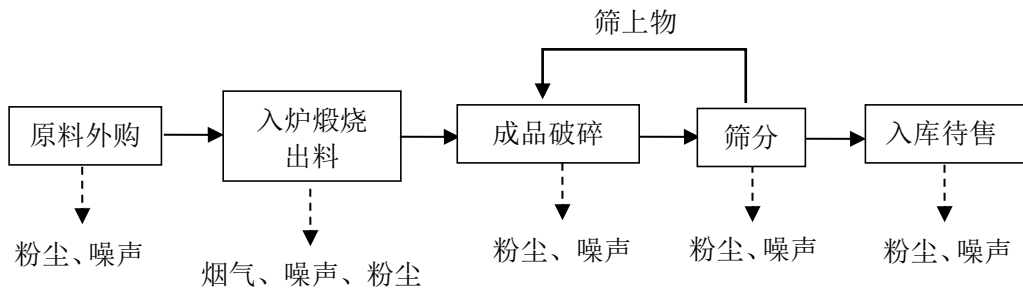 筛上物
原料外购
入炉煅烧
出料
成品破碎
筛分
入库待售
粉尘、噪声
烟气、噪声、粉尘
粉尘、噪声
粉尘、噪声
粉尘、噪声